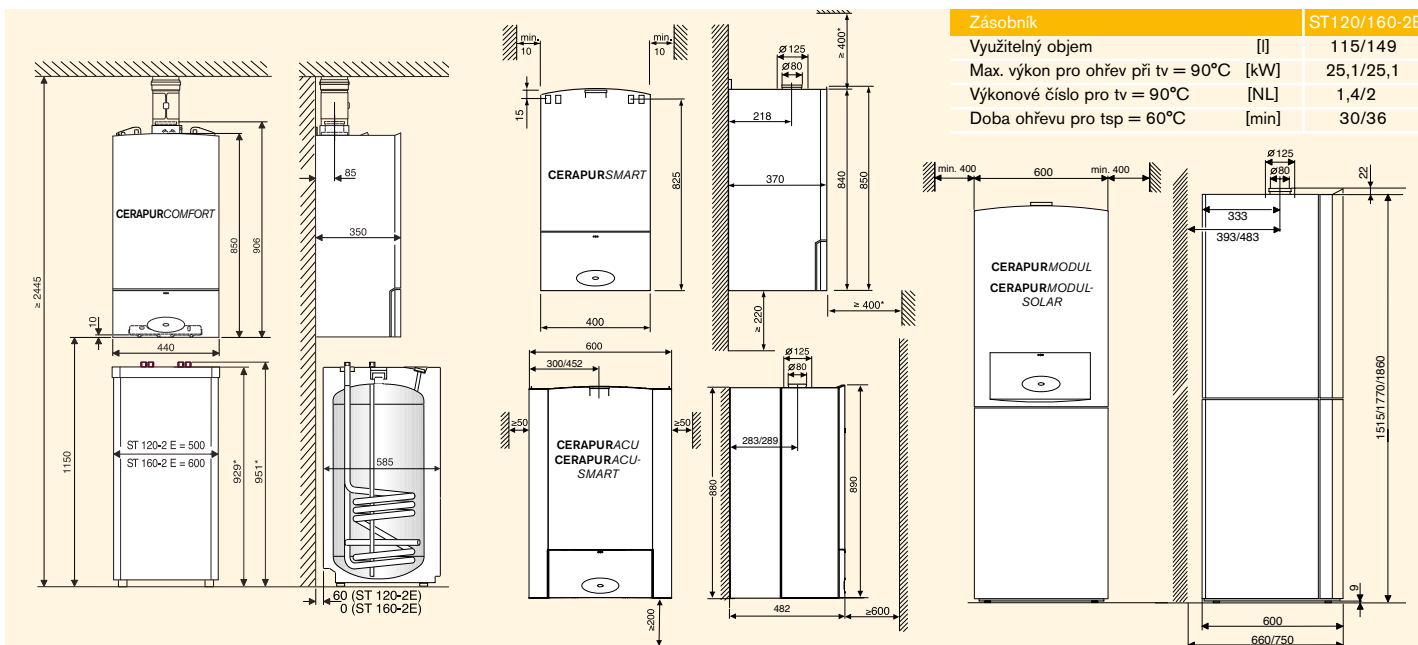 Zásobník ST120/160-2E
Využitelný objem [l] 115/149
Max. výkon pro ohřev při tv = 90°C [kW] 25,1/25,1
Výkonové číslo pro tv = 90°C [NL] 1,4/2
Doba ohřevu pro tsp = 60°C [min] 30/36
≥ 2445
CERAPURCOMFORT
850
906
10
440
1150
ST 120-2 E = 500
ST 160-2 E = 600
929*
951*
85
350
585
60 (ST 120-2E)
0 (ST 160-2E)
min.
10
min.
10
15
CERAPURSMART
825
400
≥ 400*
Ø125
Ø80
218
370
840
850
≥ 220
≥ 400*
600
300/452
≥50
≥50
CERAPURACU
CERAPURACU-
SMART
≥200
Ø125
Ø80
283/289
880
890
482
≥600
min. 400
600
min. 400
CERAPURMODUL
CERAPURMODUL-
SOLAR
Ø125
Ø80
22
333
393/483
1515/1770/1860
9
600
660/750